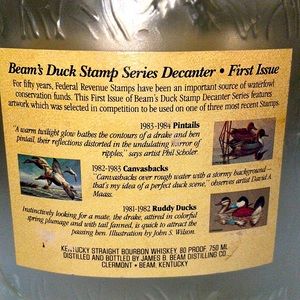 Beam's Duck Stamp Series Decanter • First Issue
For fifty years, Federal Revenue Stamps have been an important source of waterfowl
conservation funds. This First Issue of Beam's Duck Stamp Decanter Series features
artwork which was selected in competition to be used on one of three most recent Stamps.
1983-1984 Pintails
"A warm twilight glow bathes the contours of a drake and hen
pintail, their reflections distorted in the undulating mirror of
ripples," says artist Phil Scholer.
1982-1983 Canvasbacks
"Canvasbacks over rough water with a stormy background —
that's my idea of a perfect duck scene," observes artist David A.
Maass.
1981-1982 Ruddy Ducks
Instinctively looking for a mate, the drake, attired in colorful
spring plumage and with tail fanned, is quick to attract the
passing hen. Illustration by John S. Wilson.
KENTUCKY STRAIGHT BOURBON WHISKEY. 80 PROOF. 750 ML
DISTILLED AND BOTTLED BY JAMES B. BEAM DISTILLING CO.,
CLERMONT • BEAM, KENTUCKY